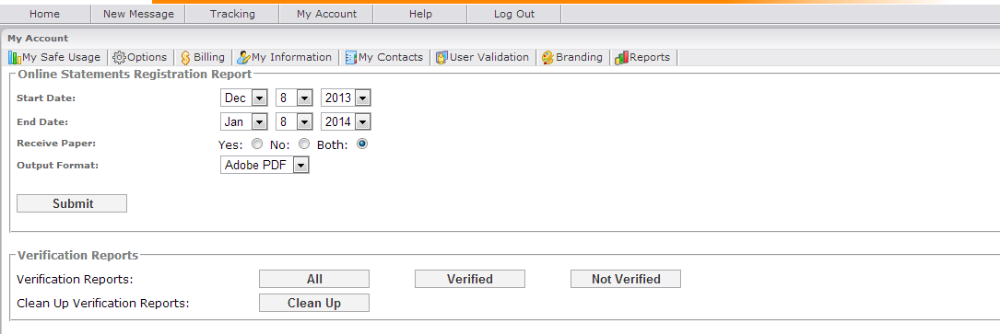 Home New Message Tracking My Account Help Log Out
My Account
My Safe Usage Options Billing My Information My Contacts User Validation Branding Reports
Online Statements Registration Report
Start Date: Dec 8 2013
End Date: Jan 8 2014
Receive Paper: Yes: No: Both:
Output Format: Adobe PDF
Submit
Verification Reports
Verification Reports: All Verified Not Verified
Clean Up Verification Reports: Clean Up